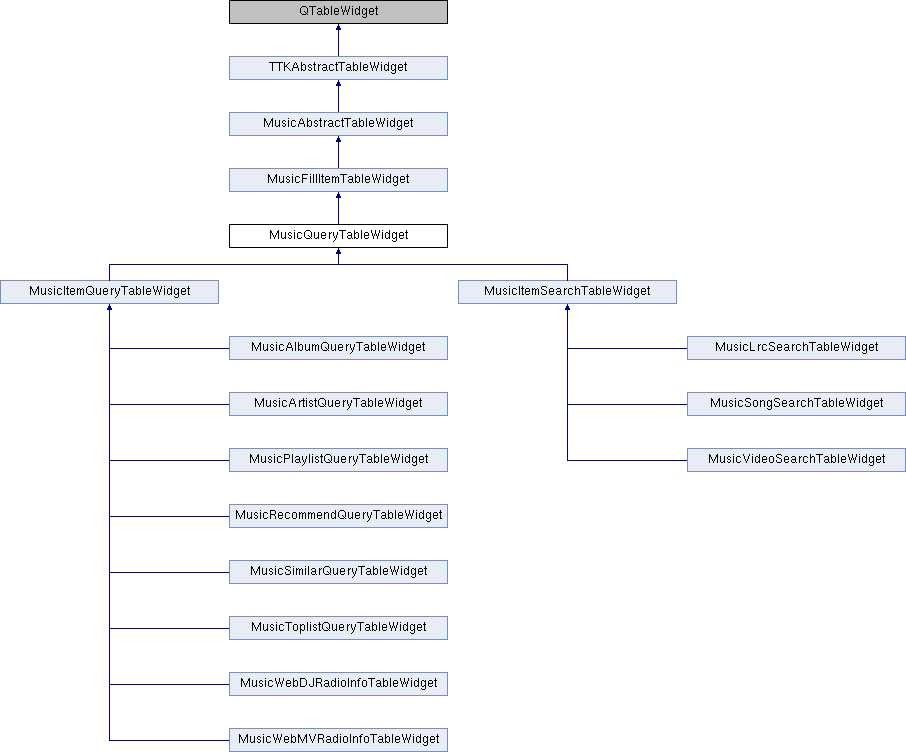 QTableWidget
TTKAbstractTableWidget
MusicAbstractTableWidget
MusicFillItemTableWidget
MusicQueryTableWidget
MusicItemQueryTableWidget
MusicItemSearchTableWidget
MusicAlbumQueryTableWidget
MusicLrcSearchTableWidget
MusicArtistQueryTableWidget
MusicSongSearchTableWidget
MusicPlaylistQueryTableWidget
MusicVideoSearchTableWidget
MusicRecommendQueryTableWidget
MusicSimilarQueryTableWidget
MusicToplistQueryTableWidget
MusicWebDJRadioInfoTableWidget
MusicWebMVRadioInfoTableWidget